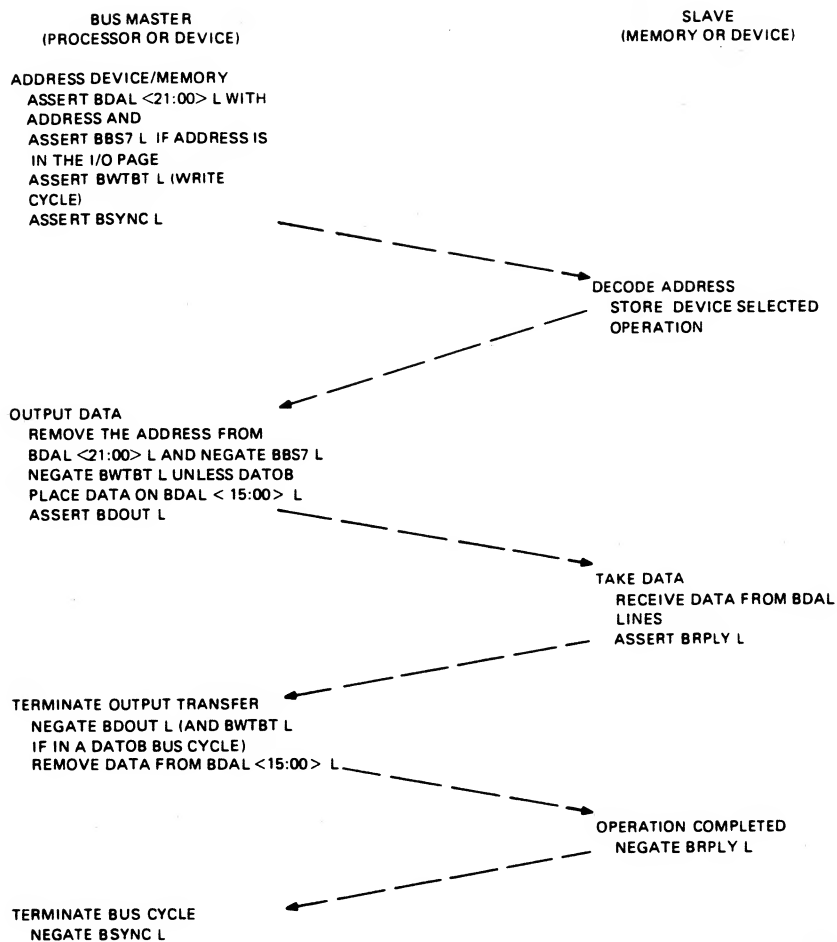 BUS MASTER
(PROCESSOR OR DEVICE)
SLAVE
(MEMORY OR DEVICE)
ADDRESS DEVICE/MEMORY
ASSERT BDAL <21:00> L WITH
ADDRESS AND
ASSERT BBS7 L IF ADDRESS IS
IN THE I/O PAGE
ASSERT BWTBT L (WRITE
CYCLE)
ASSERT BSYNC L
DECODE ADDRESS
STORE DEVICE SELECTED
OPERATION
OUTPUT DATA
REMOVE THE ADDRESS FROM
BDAL <21:00> L AND NEGATE BBS7 L
NEGATE BWTBT L UNLESS DATOB
PLACE DATA ON BDAL < 15:00> L
ASSERT BDOUT L
TAKE DATA
RECEIVE DATA FROM BDAL
LINES
ASSERT BRPLY L
TERMINATE OUTPUT TRANSFER
NEGATE BDOUT L (AND BWTBT L
IF IN A DATOB BUS CYCLE)
REMOVE DATA FROM BDAL <15:00> L
OPERATION COMPLETED
NEGATE BRPLY L
TERMINATE BUS CYCLE
NEGATE BSYNC L